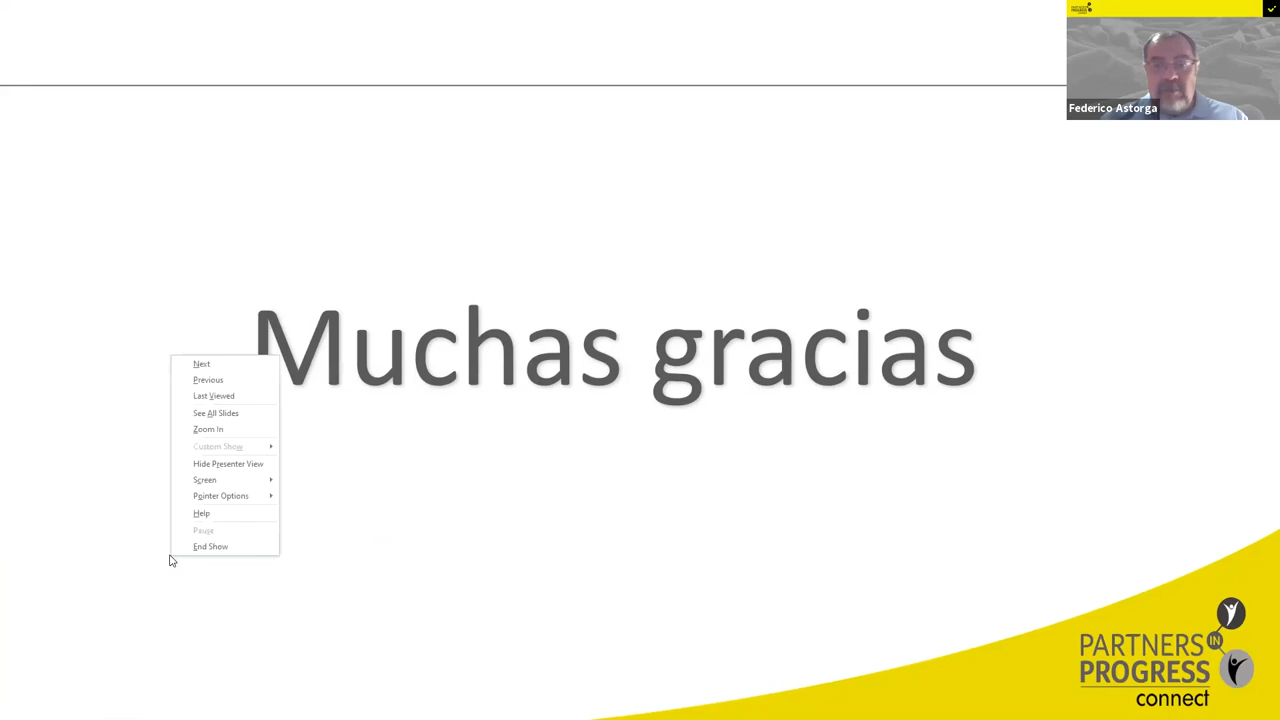 Federico Astorga
Muchas gracias
Next
Previous
Last Viewed
See All Slides
Zoom In
Custom Show
Hide Presenter View
Screen
Pointer Options
Help
Pause
End Show
PARTNERS IN
PROGRESS
connect